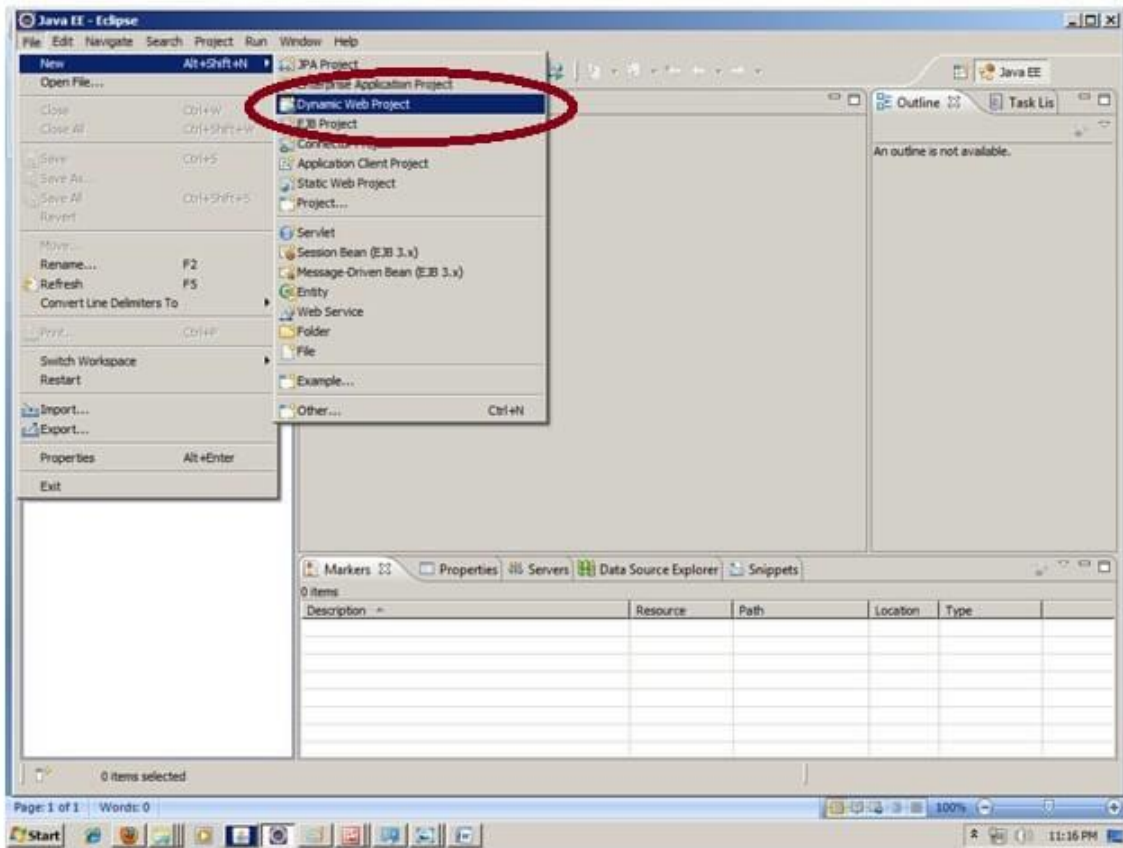 Java EE - Eclipse
File Edit Navigate Search Project Run Window Help
New Alt+Shift+N
Open File...
Close Ctrl+W
Close All Ctrl+Shift+W
Save Ctrl+S
Save As...
Save All Ctrl+Shift+S
Revert
Move...
Rename... F2
Refresh F5
Convert Line Delimiters To
Print... Ctrl+P
Switch Workspace
Restart
Import...
Export...
Properties Alt+Enter
Exit
JPA Project
Enterprise Application Project
Dynamic Web Project
EJB Project
Connector
Application Client Project
Static Web Project
Project...
Servlet
Session Bean (EJB 3.x)
Message-Driven Bean (EJB 3.x)
Entity
Web Service
Folder
File
Example...
Other... Ctrl+N
Java EE
Outline Task Lis
An outline is not available.
Markers Properties Servers Data Source Explorer Snippets
0 items
Description Resource Path Location Type
0 items selected
Page: 1 of 1 Words: 0 100%
Start 11:16 PM